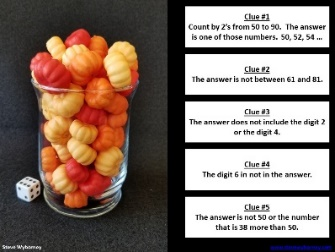 Clue #1
Count by 2's from 50 to 90. The answer
is one of those numbers. 50, 52, 54 ...
Clue #2
The answer is not between 61 and 81.
Clue #3
The answer does not include the digit 2
or the digit 4.
Clue #4
The digit 6 in not in the answer.
Clue #5
The answer is not 50 or the number
that is 38 more than 50.
Steve Wyborney